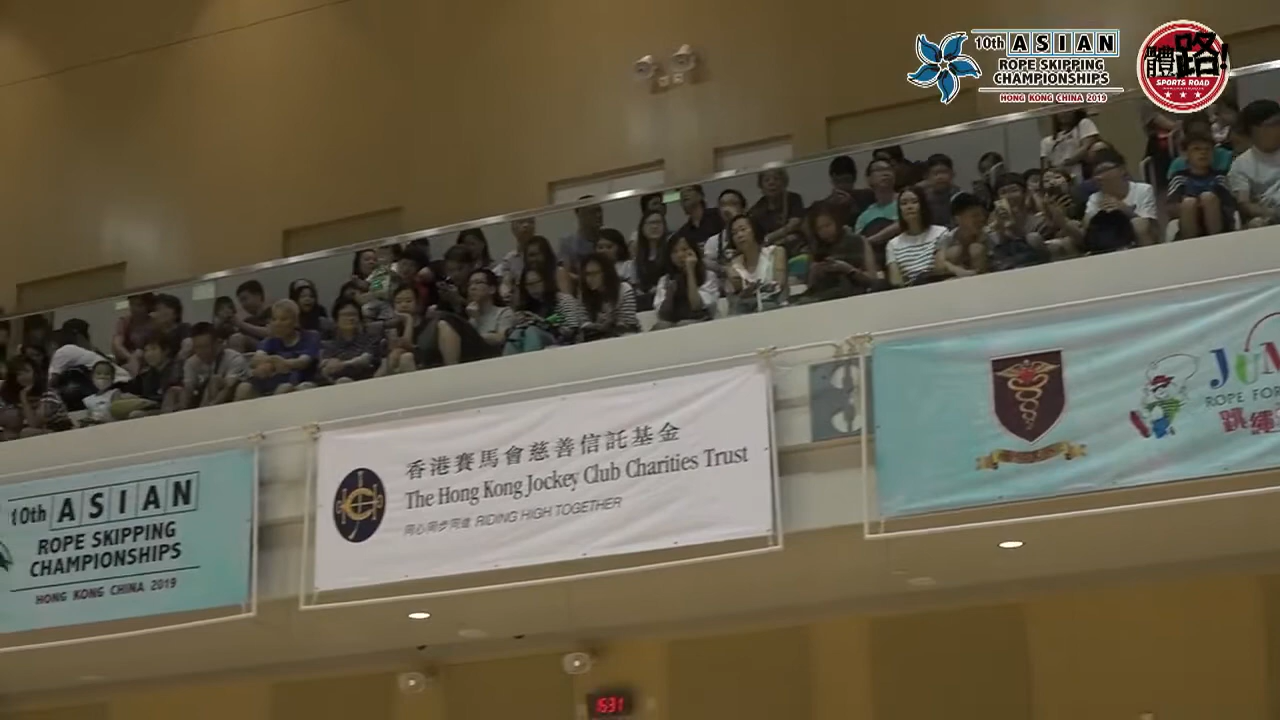 10th ASIAN
ROPE SKIPPING
CHAMPIONSHIPS
HONG KONG CHINA 2019
體路!
SPORTS ROAD
10th ASIAN
ROPE SKIPPING
CHAMPIONSHIPS
HONG KONG CHINA 2019
香港賽馬會慈善信託基金
The Hong Kong Jockey Club Charities Trust
同心同步同進 RIDING HIGH TOGETHER
ROPE FOR
跳繩